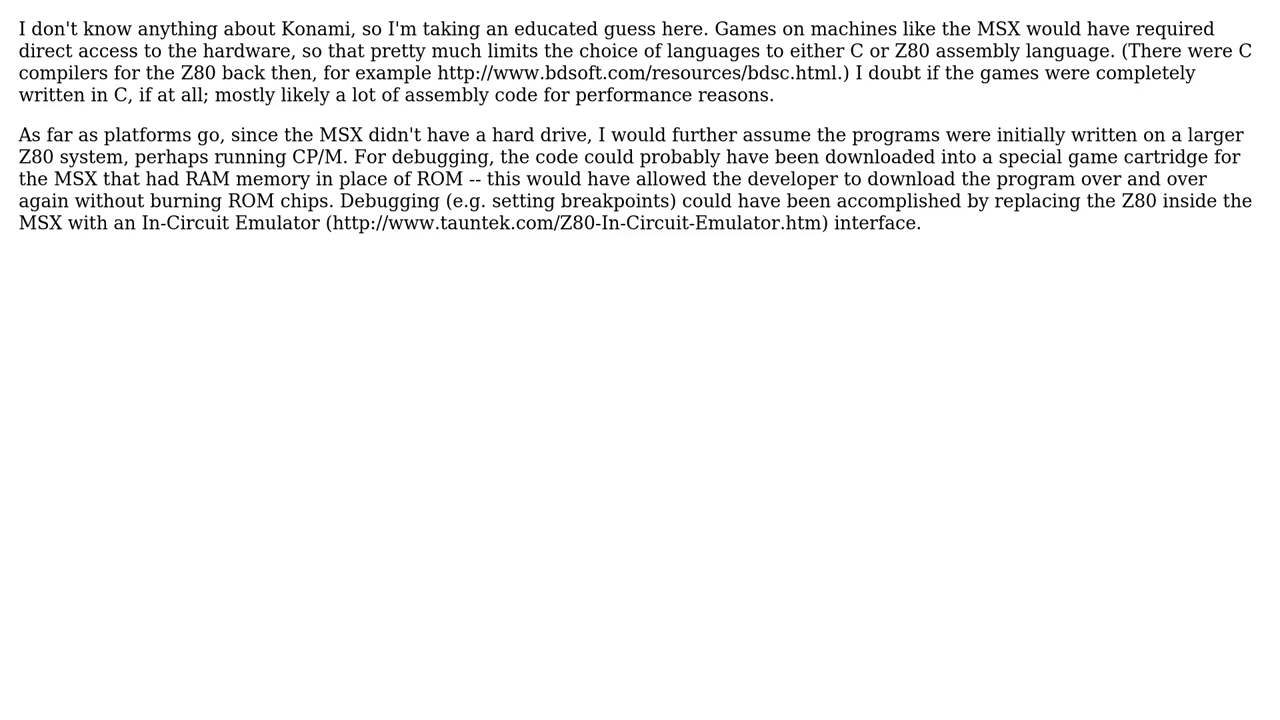 I don't know anything about Konami, so I'm taking an educated guess here. Games on machines like the MSX would have required
direct access to the hardware, so that pretty much limits the choice of languages to either C or Z80 assembly language. (There were C
compilers for the Z80 back then, for example http://www.bdsoft.com/resources/bdsc.html.) I doubt if the games were completely
written in C, if at all; mostly likely a lot of assembly code for performance reasons.
As far as platforms go, since the MSX didn't have a hard drive, I would further assume the programs were initially written on a larger
Z80 system, perhaps running CP/M. For debugging, the code could probably have been downloaded into a special game cartridge for
the MSX that had RAM memory in place of ROM -- this would have allowed the developer to download the program over and over
again without burning ROM chips. Debugging (e.g. setting breakpoints) could have been accomplished by replacing the Z80 inside the
MSX with an In-Circuit Emulator (http://www.tauntek.com/Z80-In-Circuit-Emulator.htm) interface.